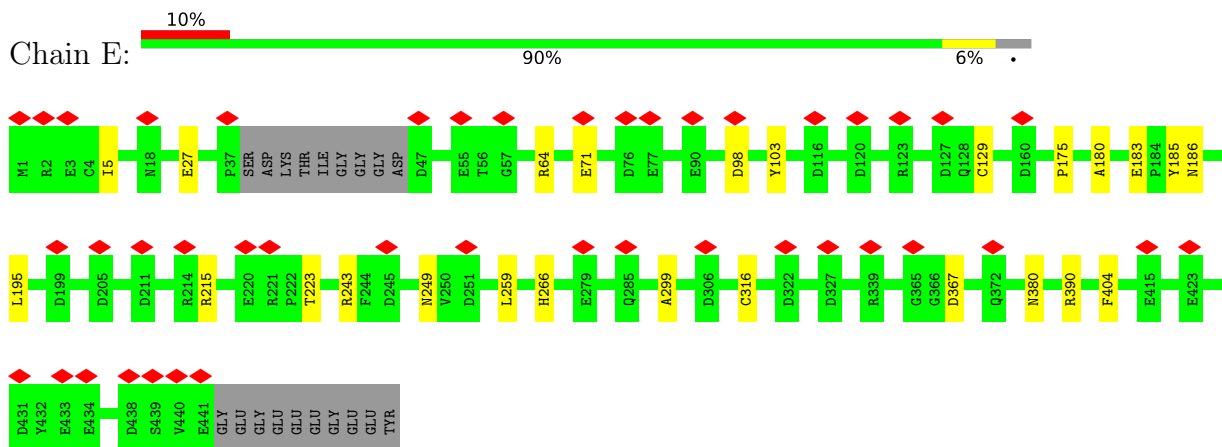 10%
Chain E:
90% 6% •
M1 R2 E3 C4 I5 N18 E27 P37 SER ASP LYS THR ILE GLY GLY GLY ASP D47 E55 T56 G57 R64 E71 D76 E77 E90 D98 Y103 D116 D120 R123 D127 Q128 C129 D160 P175 A180 E183 P184 Y185 N186
L195 D199 D205 D211 R214 R215 E220 R221 P222 T223 R243 F244 D245 N249 V250 D251 L259 H266 E279 Q285 A299 D306 C316 D322 D327 R339 G365 G366 D367 Q372 N380 R390 F404 E415 E423
D431 Y432 E433 E434 D438 S439 V440 E441 GLY GLU GLY GLU GLU GLU GLY GLU GLU TYR